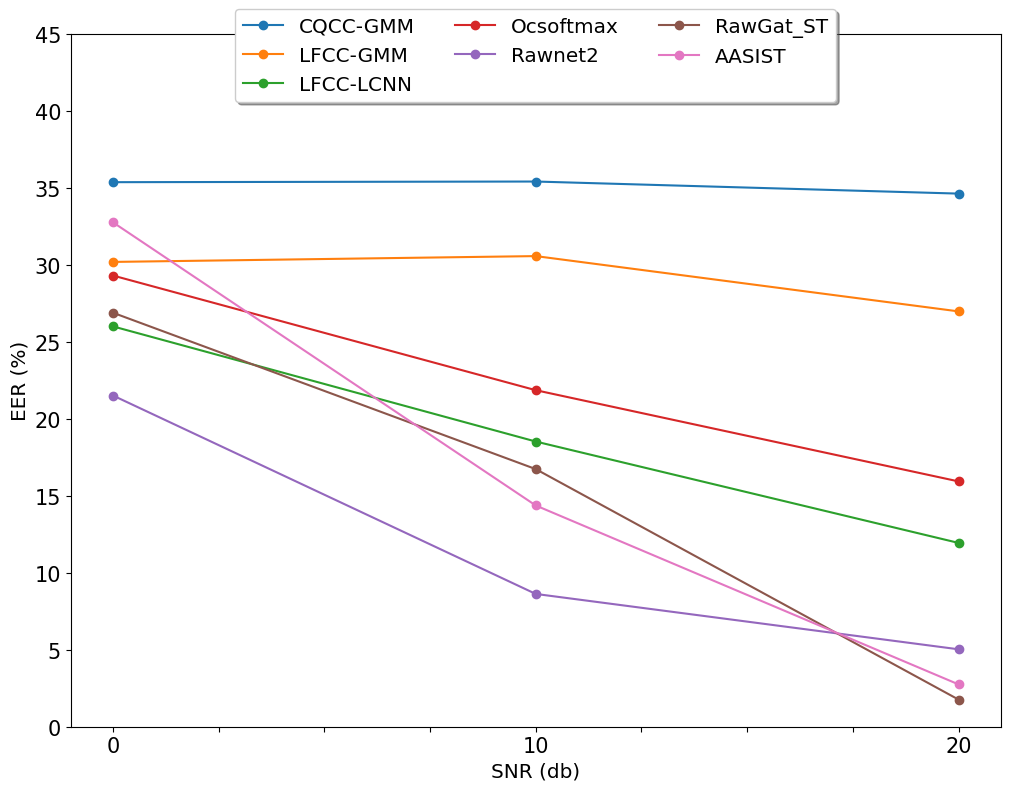 CQCC-GMM
LFCC-GMM
LFCC-LCNN
Ocsoftmax
Rawnet2
RawGat_ST
AASIST
45
40
35
30
25
20
15
10
5
0
EER (%)
0 10 20
SNR (db)